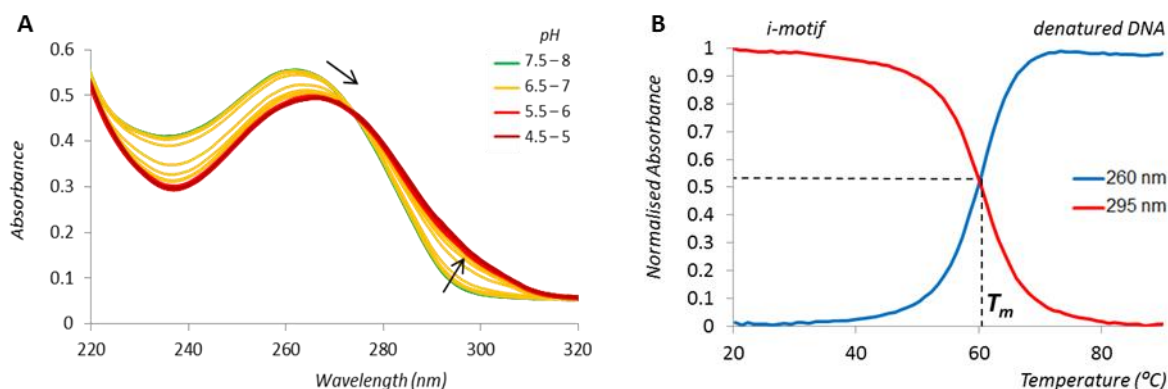 A
0.6
0.5
0.4
0.3
0.2
0.1
0
Absorbance
220
240
260
280
300
320
Wavelength (nm)
pH
7.5 – 8
6.5 – 7
5.5 – 6
4.5 – 5
B
i-motif
denatured DNA
1
0.9
0.8
0.7
0.6
0.5
0.4
0.3
0.2
0.1
0
Normalised Absorbance
260 nm
295 nm
Tm
20
40
60
80
Temperature (°C)